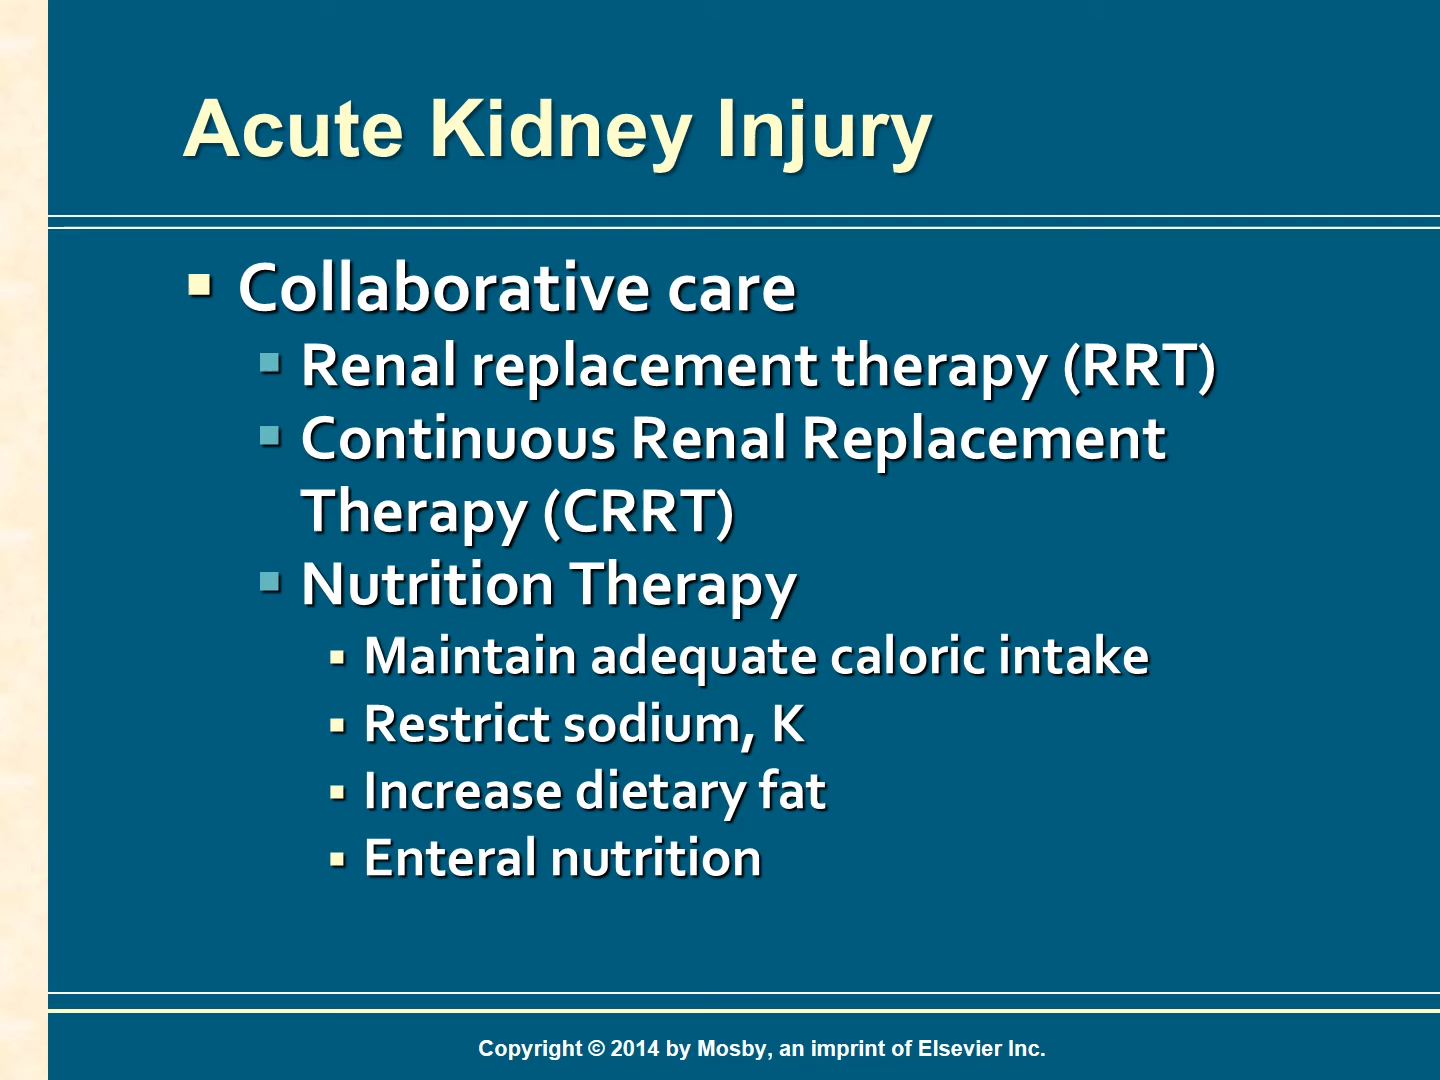 Acute Kidney Injury
Collaborative care
Renal replacement therapy (RRT)
Continuous Renal Replacement
Therapy (CRRT)
Nutrition Therapy
Maintain adequate caloric intake
Restrict sodium, K
Increase dietary fat
Enteral nutrition
Copyright © 2014 by Mosby, an imprint of Elsevier Inc.